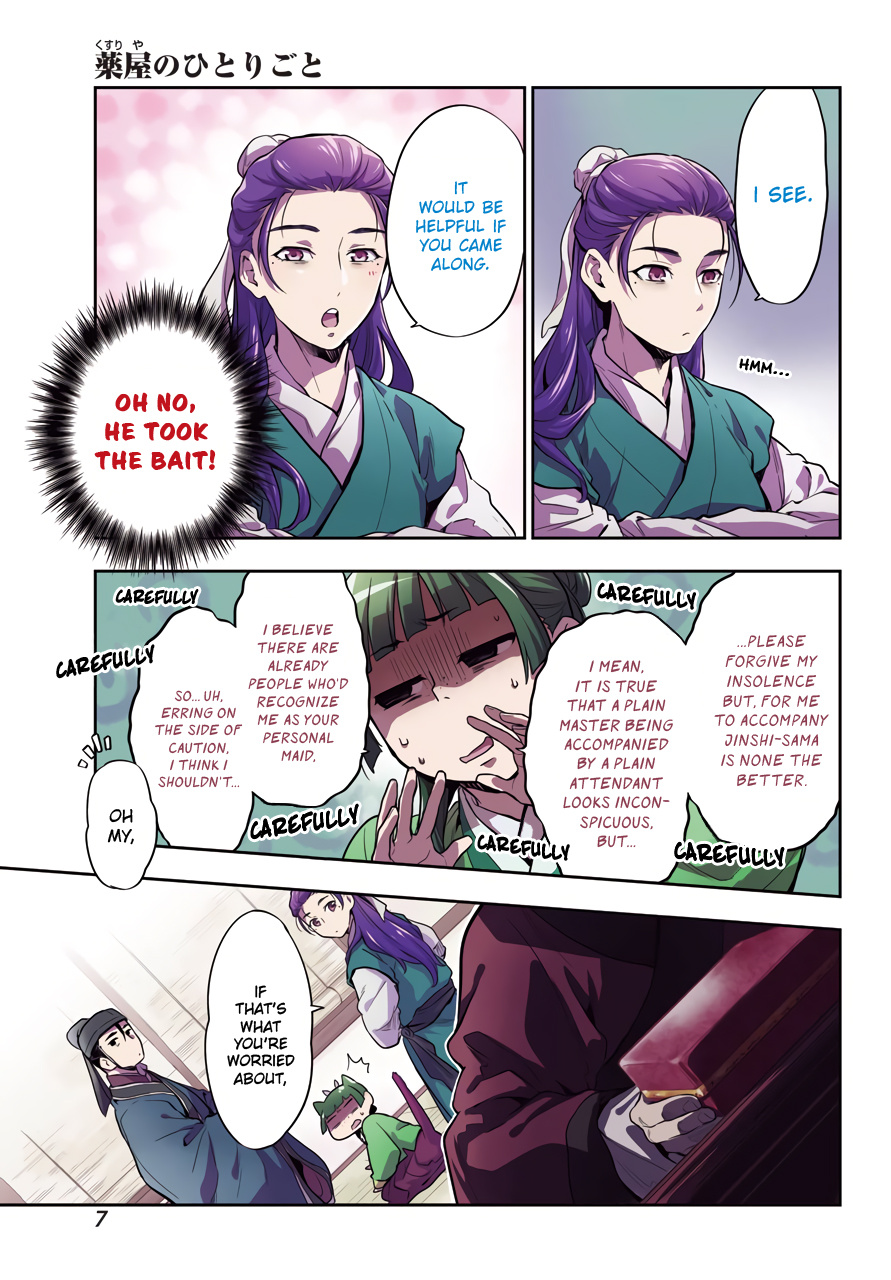 くすり や
薬屋のひとりごと
I SEE.
HMM...
IT
WOULD BE
HELPFUL IF
YOU CAME
ALONG.
OH NO,
HE TOOK
THE BAIT!
...PLEASE
FORGIVE MY
INSOLENCE
BUT, FOR ME
TO ACCOMPANY
JINSHI-SAMA
IS NONE THE
BETTER.
CAREFULLY
CAREFULLY
I MEAN,
IT IS TRUE
THAT A PLAIN
MASTER BEING
ACCOMPANIED
BY A PLAIN
ATTENDANT
LOOKS INCON-
SPICUOUS,
BUT...
CAREFULLY
I BELIEVE
THERE ARE
ALREADY
PEOPLE WHO'D
RECOGNIZE
ME AS YOUR
PERSONAL
MAID,
CAREFULLY
CAREFULLY
SO... UH,
ERRING ON
THE SIDE OF
CAUTION,
I THINK I
SHOULDN'T...
CAREFULLY
OH
MY,
IF
THAT'S
WHAT
YOU'RE
WORRIED
ABOUT,
7